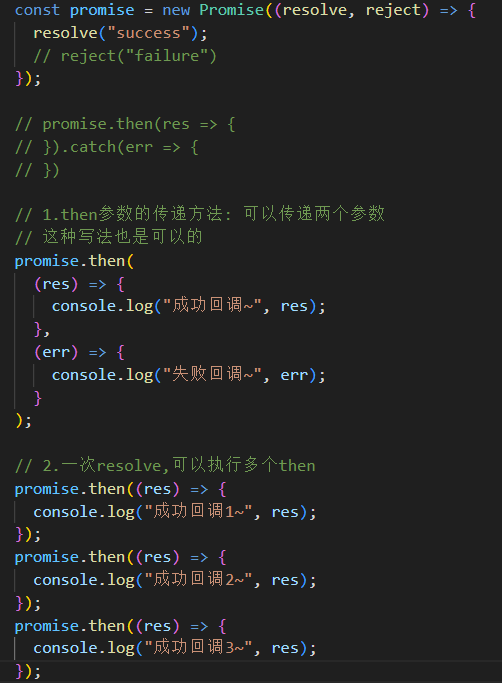 const promise = new Promise((resolve, reject) => {
  resolve("success");
  // reject("failure")
});

// promise.then(res => {
// }).catch(err => {
// })

// 1.then参数的传递方法: 可以传递两个参数
// 这种写法也是可以的
promise.then(
  (res) => {
    console.log("成功回调~", res);
  },
  (err) => {
    console.log("失败回调~", err);
  }
);

// 2.一次resolve,可以执行多个then
promise.then((res) => {
  console.log("成功回调1~", res);
});
promise.then((res) => {
  console.log("成功回调2~", res);
});
promise.then((res) => {
  console.log("成功回调3~", res);
});